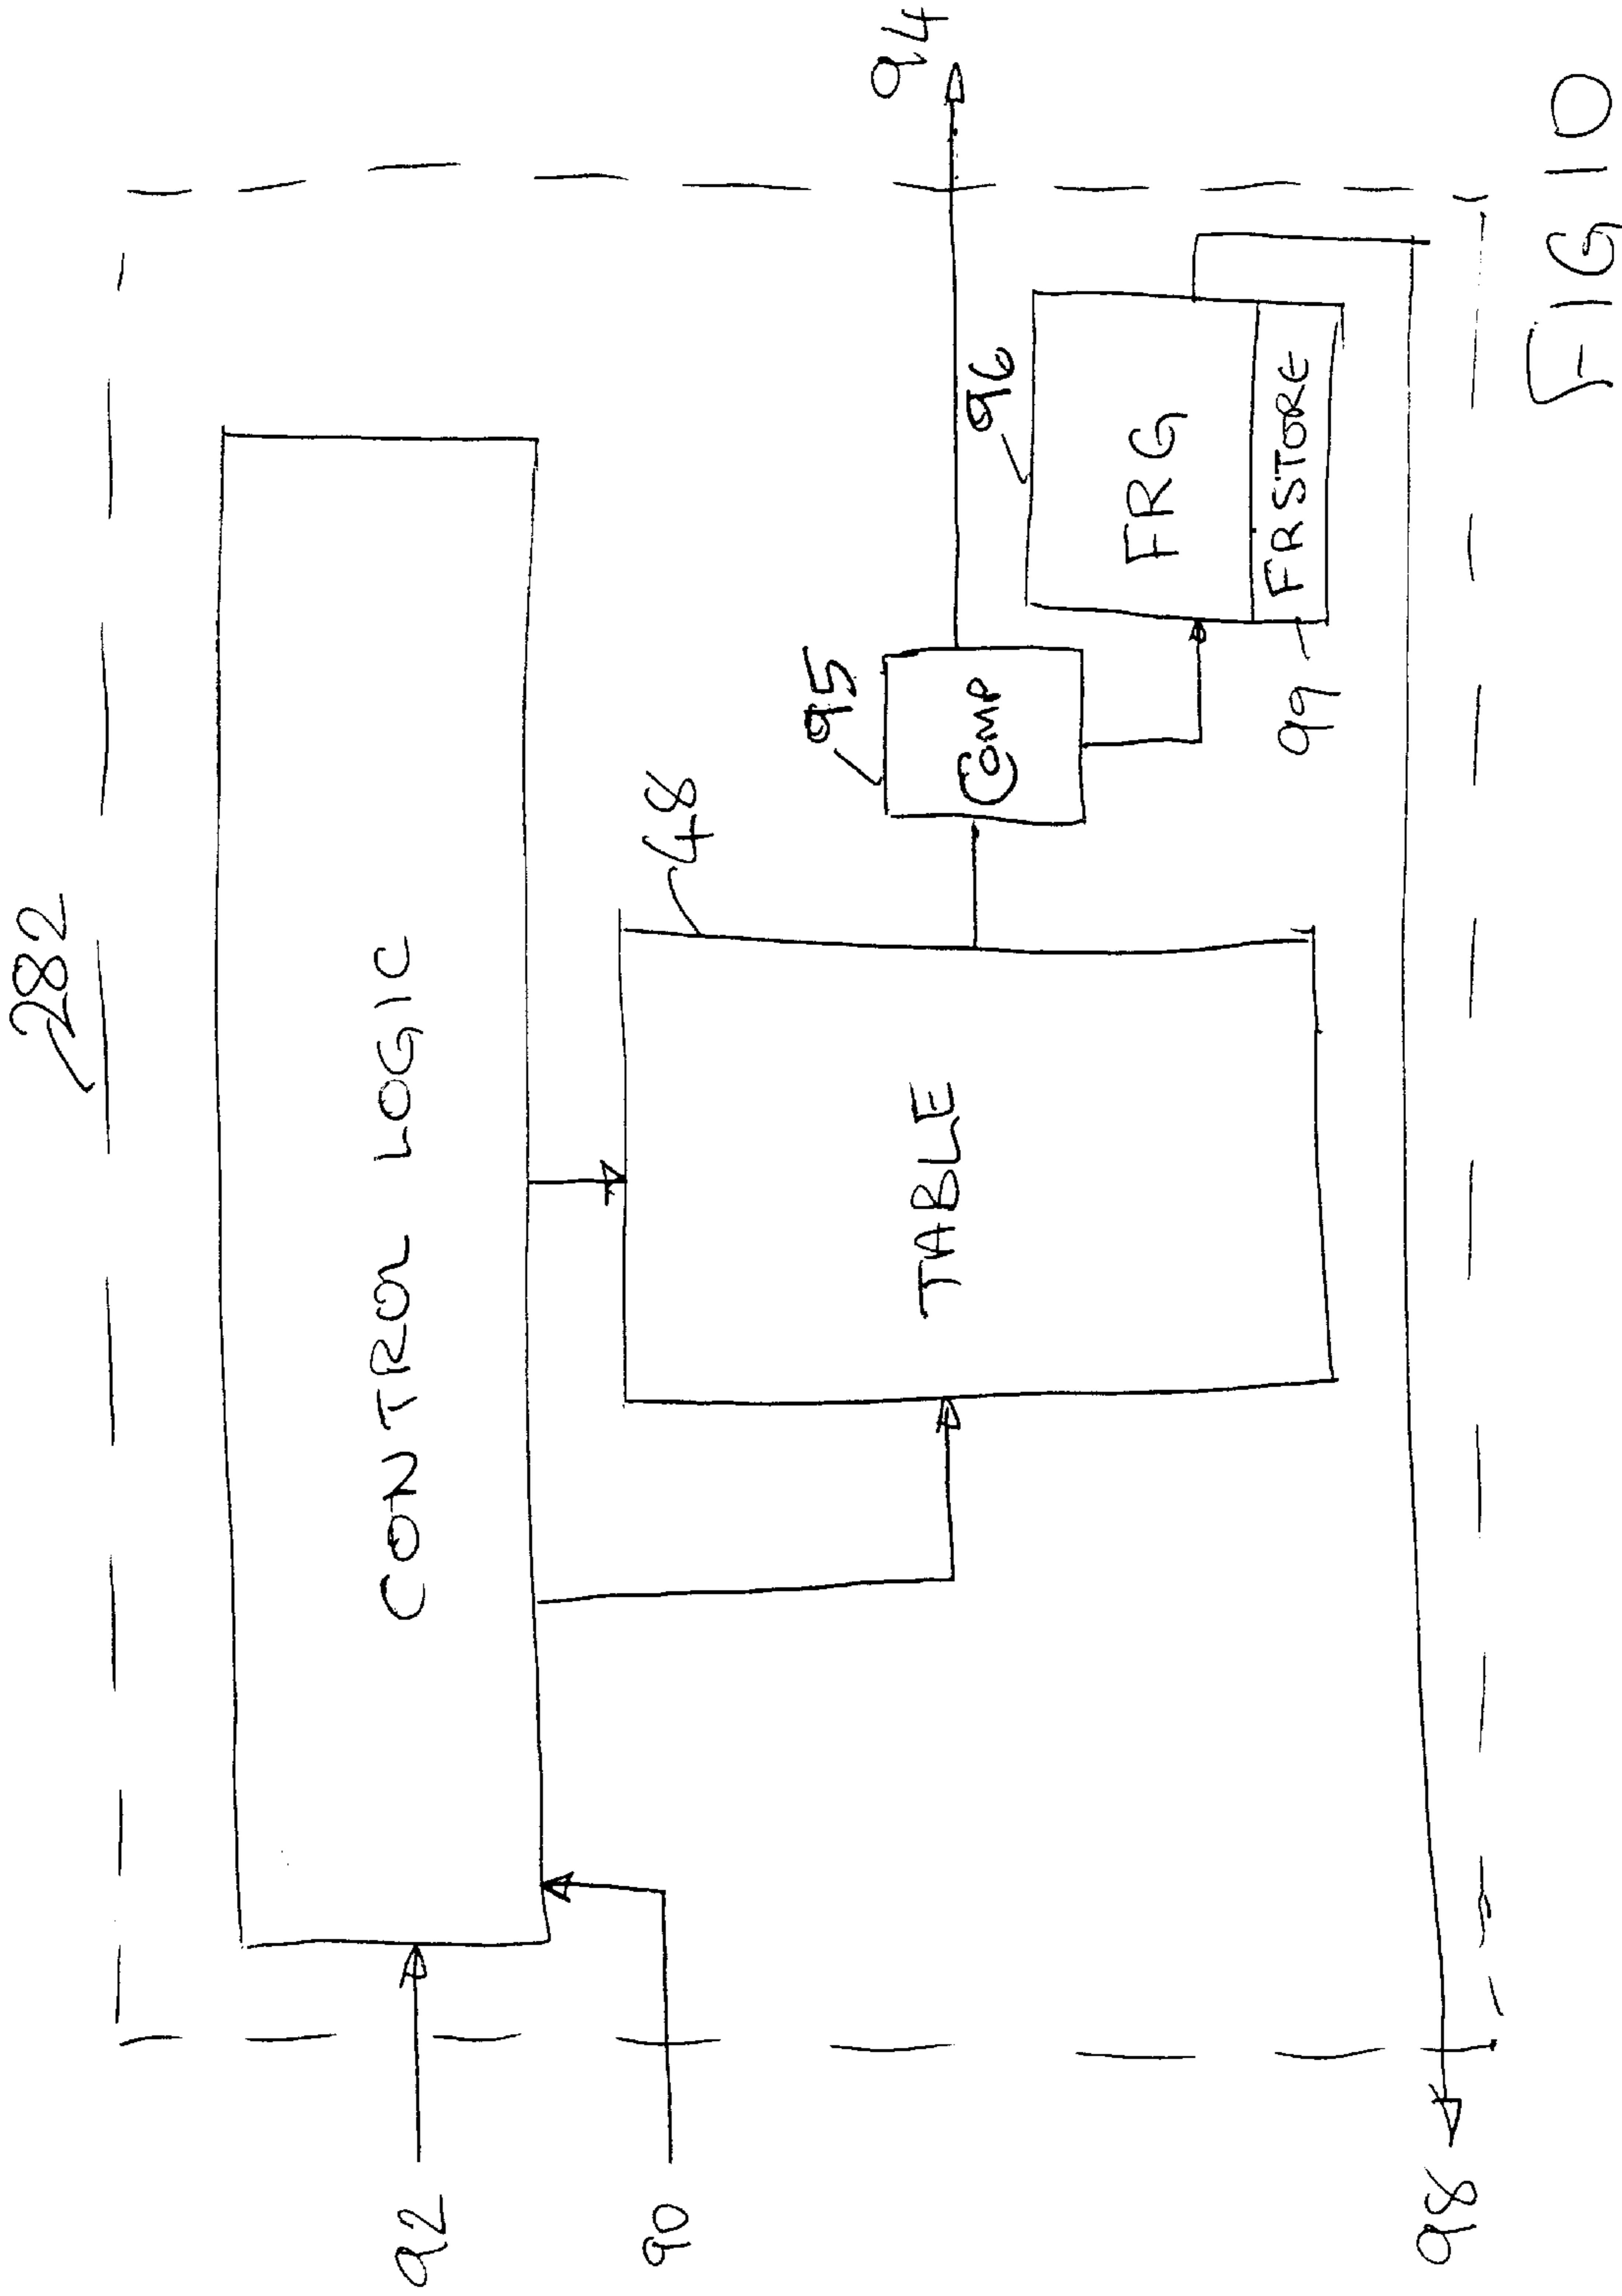 282
CONTROL LOGIC
92
90
48
TABLE
95
COMP
94
96
FRG
FRSTORE
99
98
FIG 10